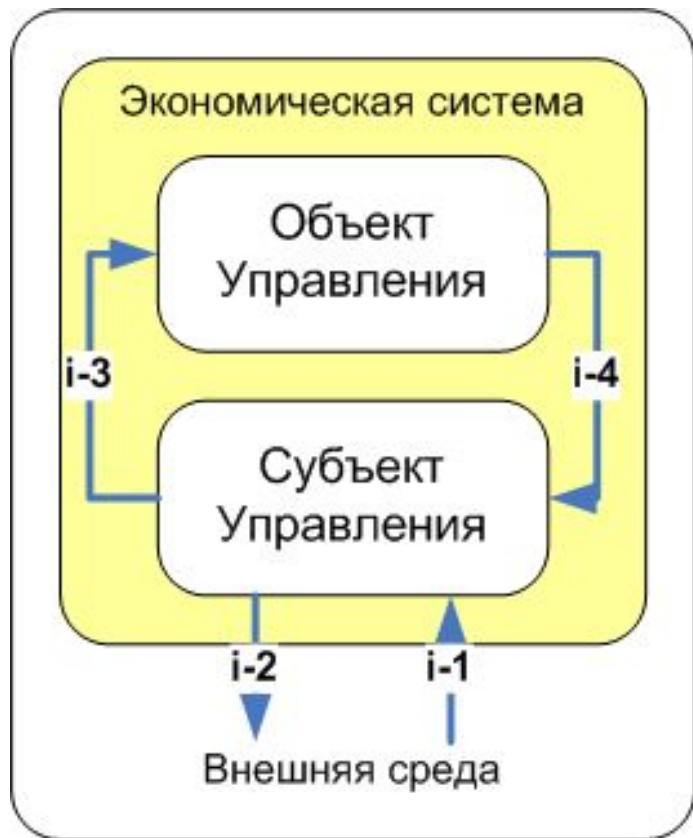 Экономическая система
Объект
Управления
i-3
i-4
Субъект
Управления
i-2
i-1
Внешняя среда